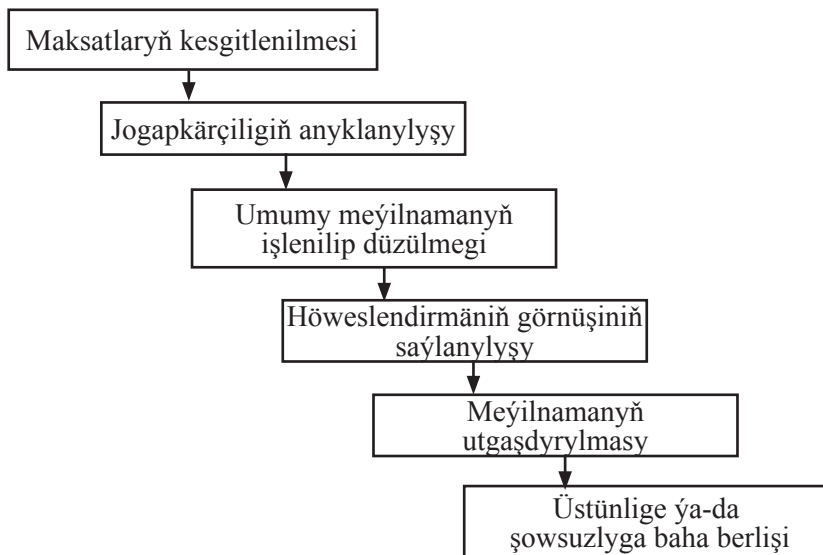 Maksatlaryň kesgitlenilmesi
Jogapkärçiligiň anyklanylyşy
Umumy meýilnamanyň
işlenilip düzülmegi
Höweslendirmäniň görnüşiniň
saýlanylyşy
Meýilnamanyň
utgaşdyrylmasy
Üstünlige ýa-da
şowsuzlyga baha berlişi